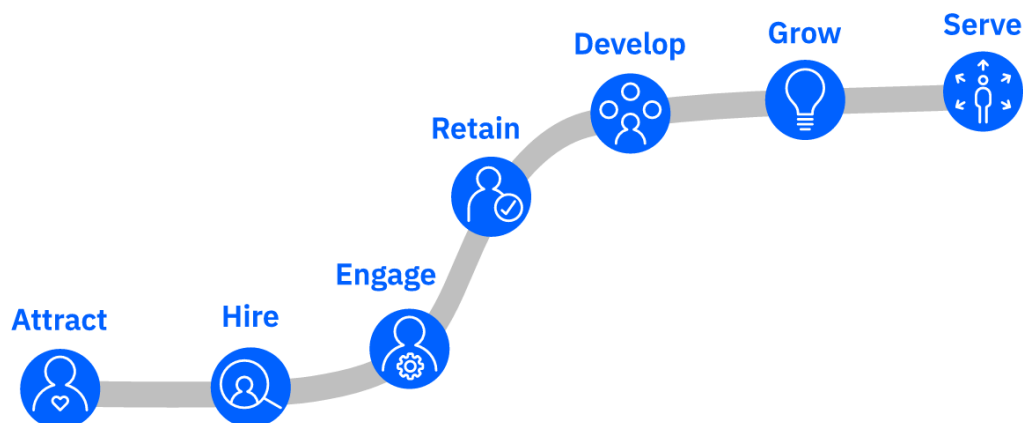 Attract
Hire
Engage
Retain
Develop
Grow
Serve